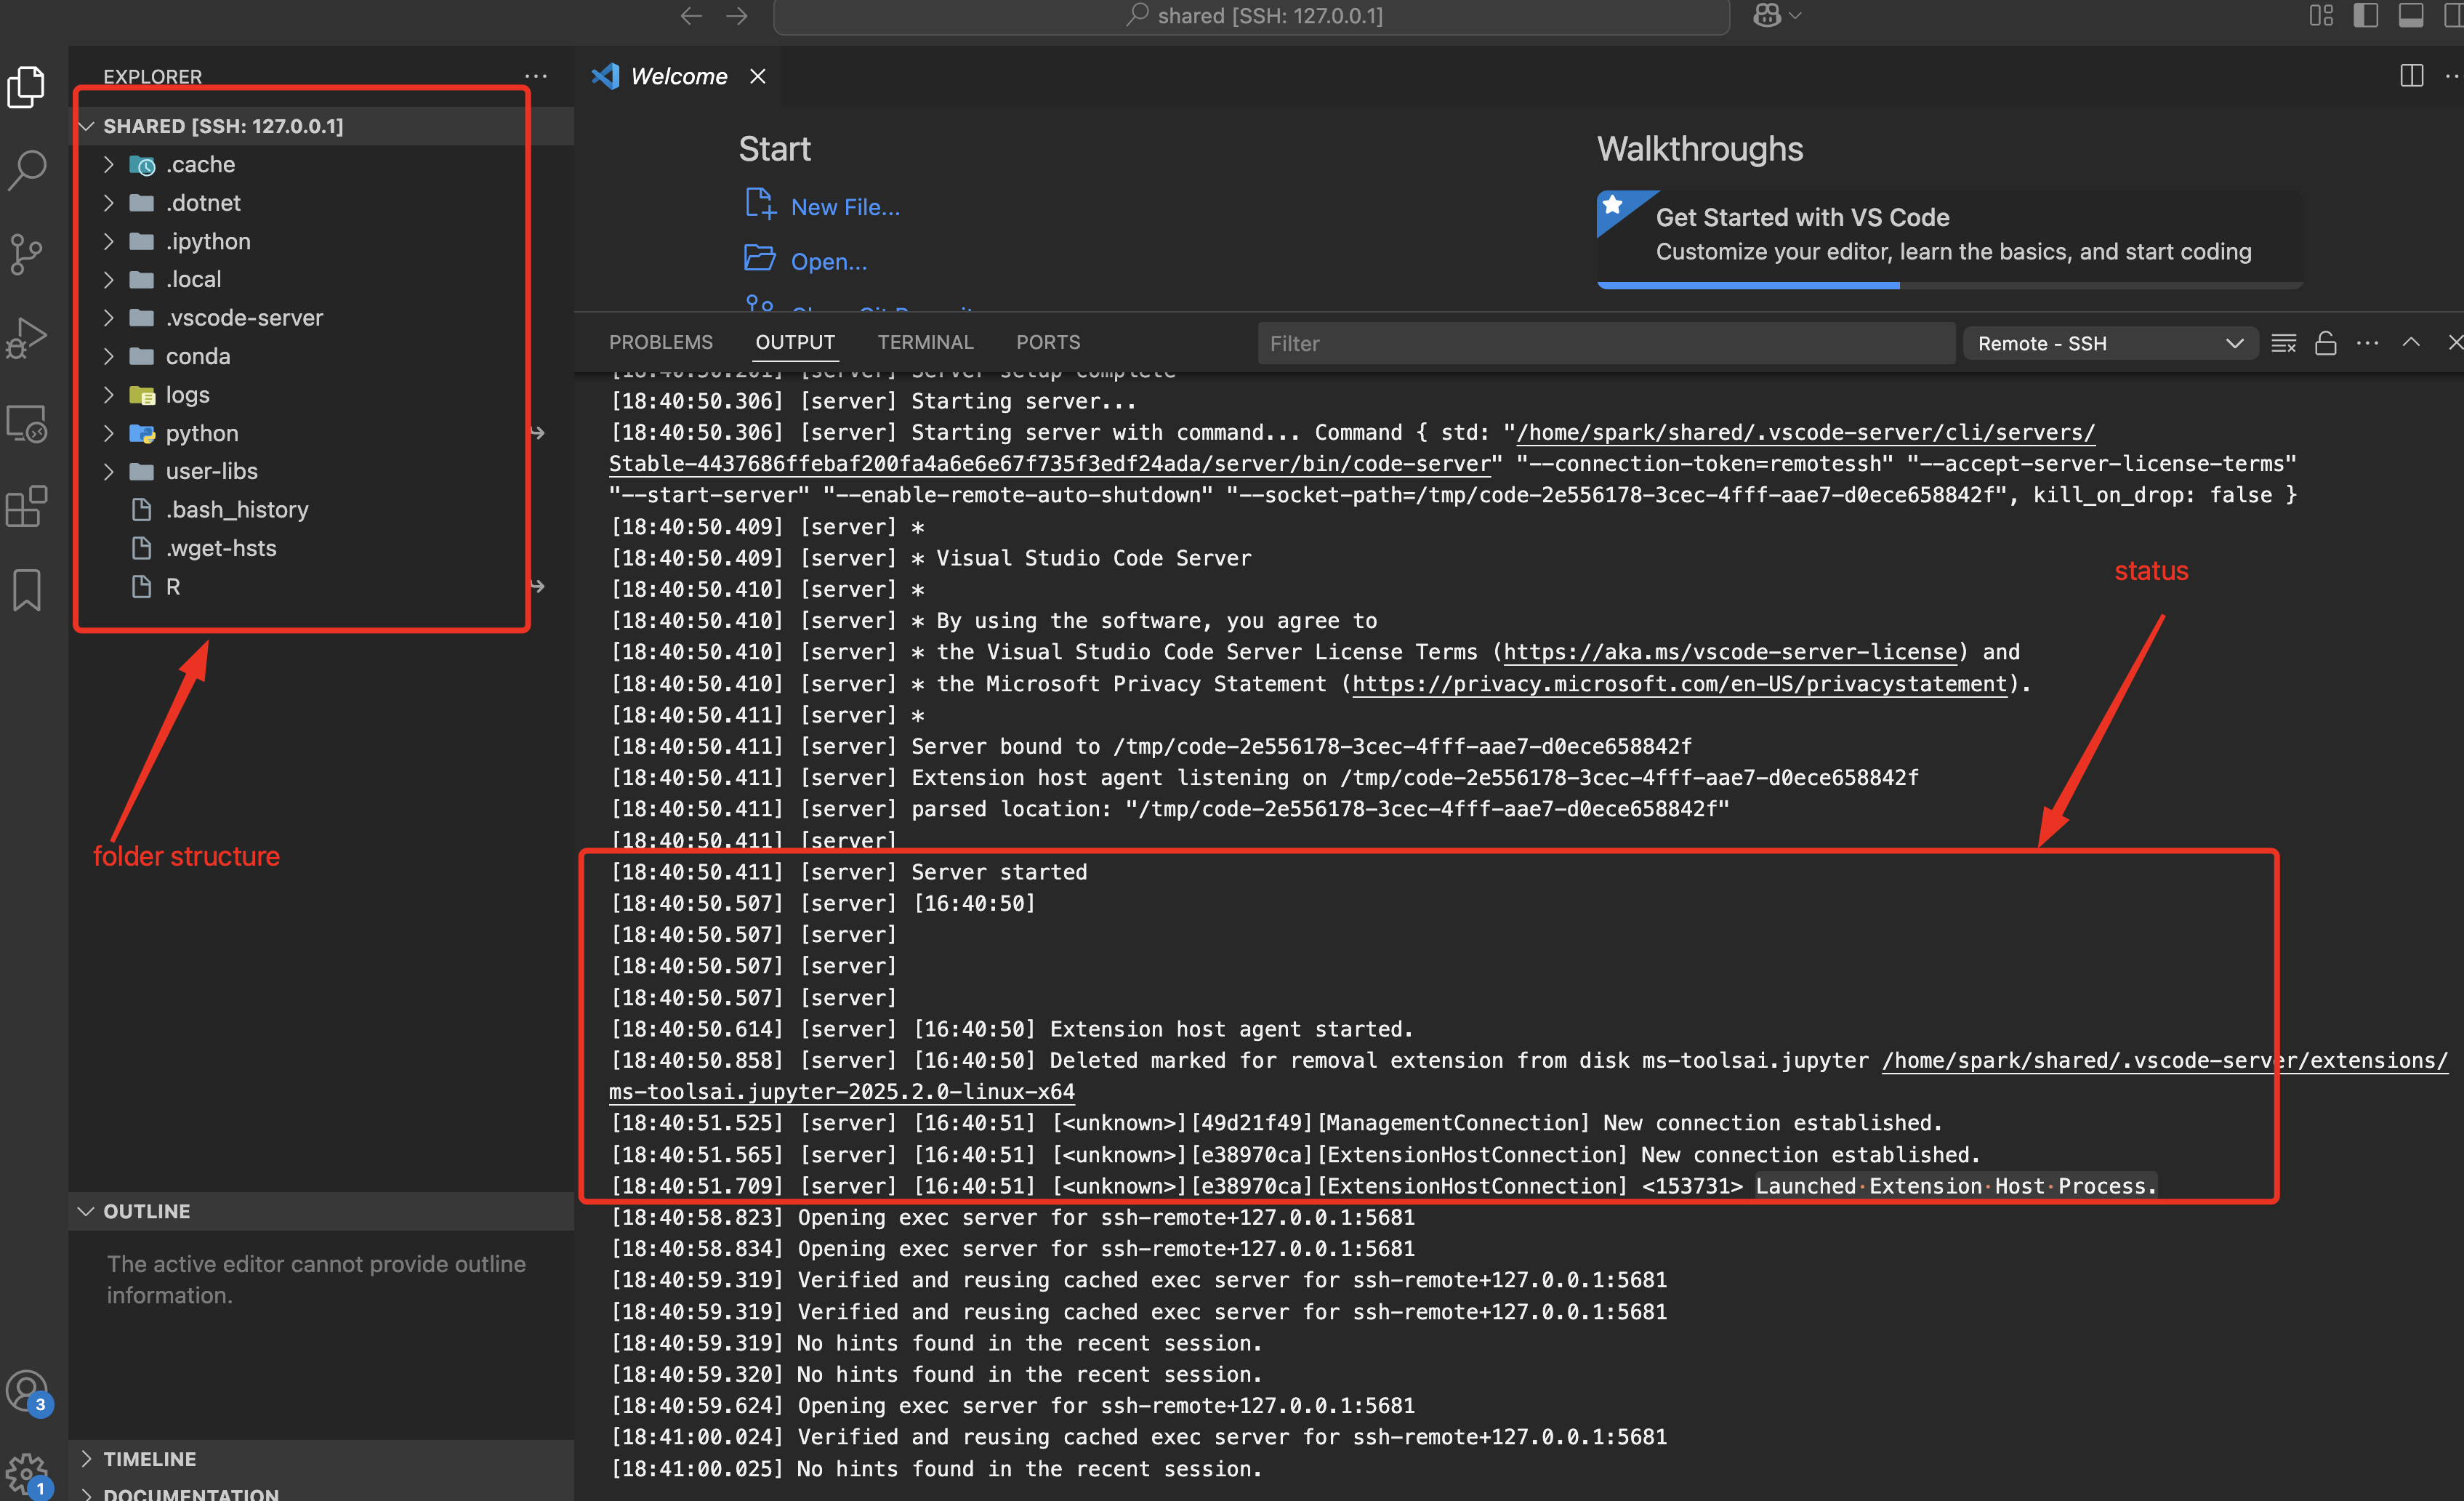 shared [SSH: 127.0.0.1]
EXPLORER
SHARED [SSH: 127.0.0.1]
.cache
.dotnet
.ipython
.local
.vscode-server
conda
logs
python
user-libs
.bash_history
.wget-hsts
R
folder structure
OUTLINE
The active editor cannot provide outline
information.
TIMELINE
DOCUMENTATION
3
1
Welcome
Start
New File...
Open...
Walkthroughs
Get Started with VS Code
Customize your editor, learn the basics, and start coding
PROBLEMS OUTPUT TERMINAL PORTS Filter Remote - SSH
[18:40:50.201] [server] Server setup complete
[18:40:50.306] [server] Starting server...
[18:40:50.306] [server] Starting server with command... Command { std: "/home/spark/shared/.vscode-server/cli/servers/
Stable-4437686ffebaf200fa4a6e6e67f735f3edf24ada/server/bin/code-server" "--connection-token=remotessh" "--accept-server-license-terms"
"--start-server" "--enable-remote-auto-shutdown" "--socket-path=/tmp/code-2e556178-3cec-4fff-aae7-d0ece658842f", kill_on_drop: false }
[18:40:50.409] [server] *
[18:40:50.409] [server] * Visual Studio Code Server
[18:40:50.410] [server] *
[18:40:50.410] [server] * By using the software, you agree to
[18:40:50.410] [server] * the Visual Studio Code Server License Terms (https://aka.ms/vscode-server-license) and
[18:40:50.410] [server] * the Microsoft Privacy Statement (https://privacy.microsoft.com/en-US/privacystatement).
[18:40:50.411] [server] *
[18:40:50.411] [server] Server bound to /tmp/code-2e556178-3cec-4fff-aae7-d0ece658842f
[18:40:50.411] [server] Extension host agent listening on /tmp/code-2e556178-3cec-4fff-aae7-d0ece658842f
[18:40:50.411] [server] parsed location: "/tmp/code-2e556178-3cec-4fff-aae7-d0ece658842f"
[18:40:50.411] [server]
[18:40:50.411] [server] Server started
[18:40:50.507] [server] [16:40:50]
[18:40:50.507] [server]
[18:40:50.507] [server]
[18:40:50.507] [server]
[18:40:50.614] [server] [16:40:50] Extension host agent started.
[18:40:50.858] [server] [16:40:50] Deleted marked for removal extension from disk ms-toolsai.jupyter /home/spark/shared/.vscode-server/extensions/
ms-toolsai.jupyter-2025.2.0-linux-x64
[18:40:51.525] [server] [16:40:51] [<unknown>][49d21f49][ManagementConnection] New connection established.
[18:40:51.565] [server] [16:40:51] [<unknown>][e38970ca][ExtensionHostConnection] New connection established.
[18:40:51.709] [server] [16:40:51] [<unknown>][e38970ca][ExtensionHostConnection] <153731> Launched·Extension·Host·Process.
[18:40:58.823] Opening exec server for ssh-remote+127.0.0.1:5681
[18:40:58.834] Opening exec server for ssh-remote+127.0.0.1:5681
[18:40:59.319] Verified and reusing cached exec server for ssh-remote+127.0.0.1:5681
[18:40:59.319] Verified and reusing cached exec server for ssh-remote+127.0.0.1:5681
[18:40:59.319] No hints found in the recent session.
[18:40:59.320] No hints found in the recent session.
[18:40:59.624] Opening exec server for ssh-remote+127.0.0.1:5681
[18:41:00.024] Verified and reusing cached exec server for ssh-remote+127.0.0.1:5681
[18:41:00.025] No hints found in the recent session.
status